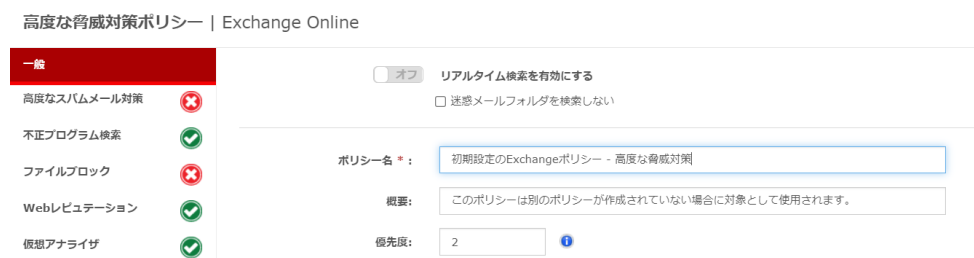 高度な脅威対策ポリシー | Exchange Online
一般
高度なスパムメール対策
不正プログラム検索
ファイルブロック
Webレピュテーション
仮想アナライザ
オフ リアルタイム検索を有効にする
迷惑メールフォルダを検索しない
ポリシー名 * : 初期設定のExchangeポリシー - 高度な脅威対策
概要: このポリシーは別のポリシーが作成されていない場合に対象として使用されます。
優先度: 2